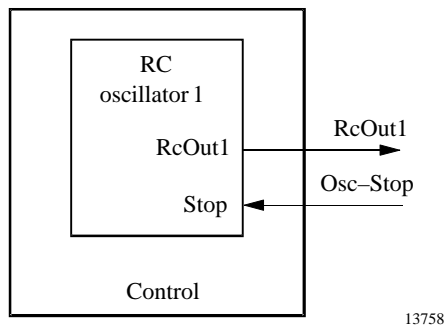 RC
oscillator 1
RcOut1
RcOut1
Osc–Stop
Stop
Control
13758